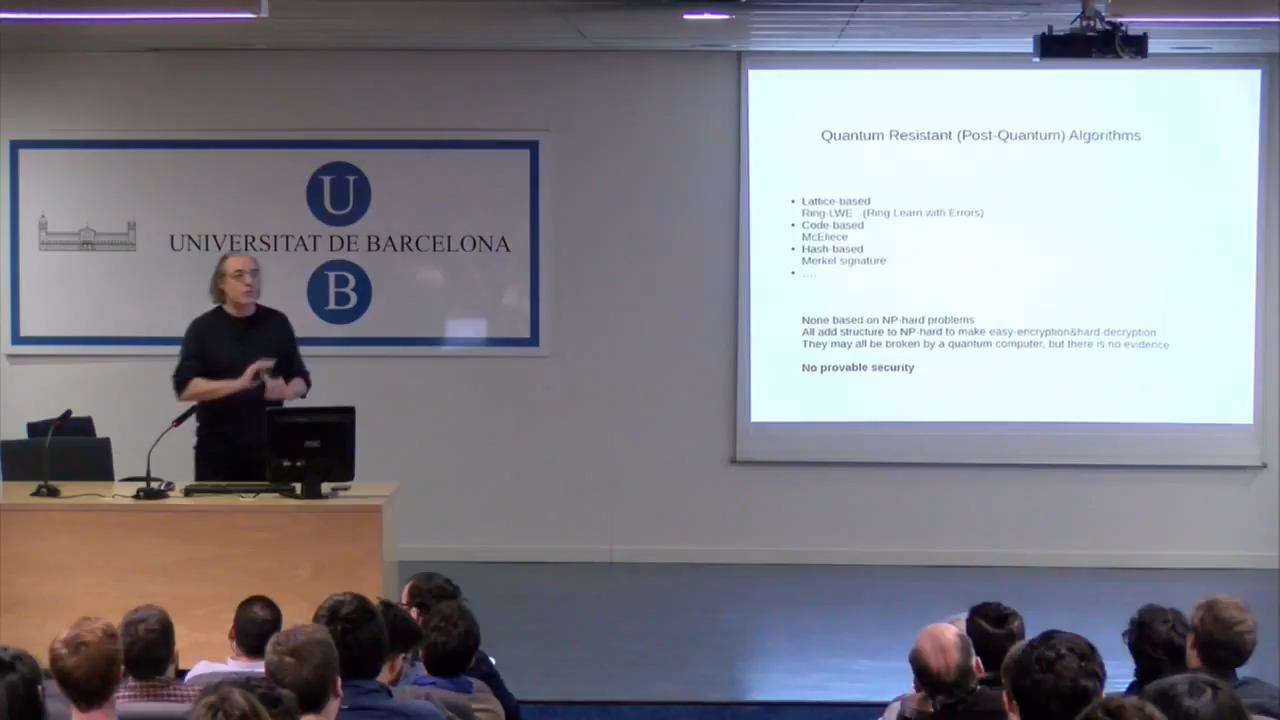 U
UNIVERSITAT DE BARCELONA
B
Quantum Resistant (Post-Quantum) Algorithms
• Lattice-based
Ring-LWE (Ring Learn with Errors)
• Code-based
McEliece
• Hash-based
Merkel signature
• ....
None based on NP-hard problems
All add structure to NP-hard to make easy-encryption&hard-decryption
They may all be broken by a quantum computer, but there is no evidence
No provable security